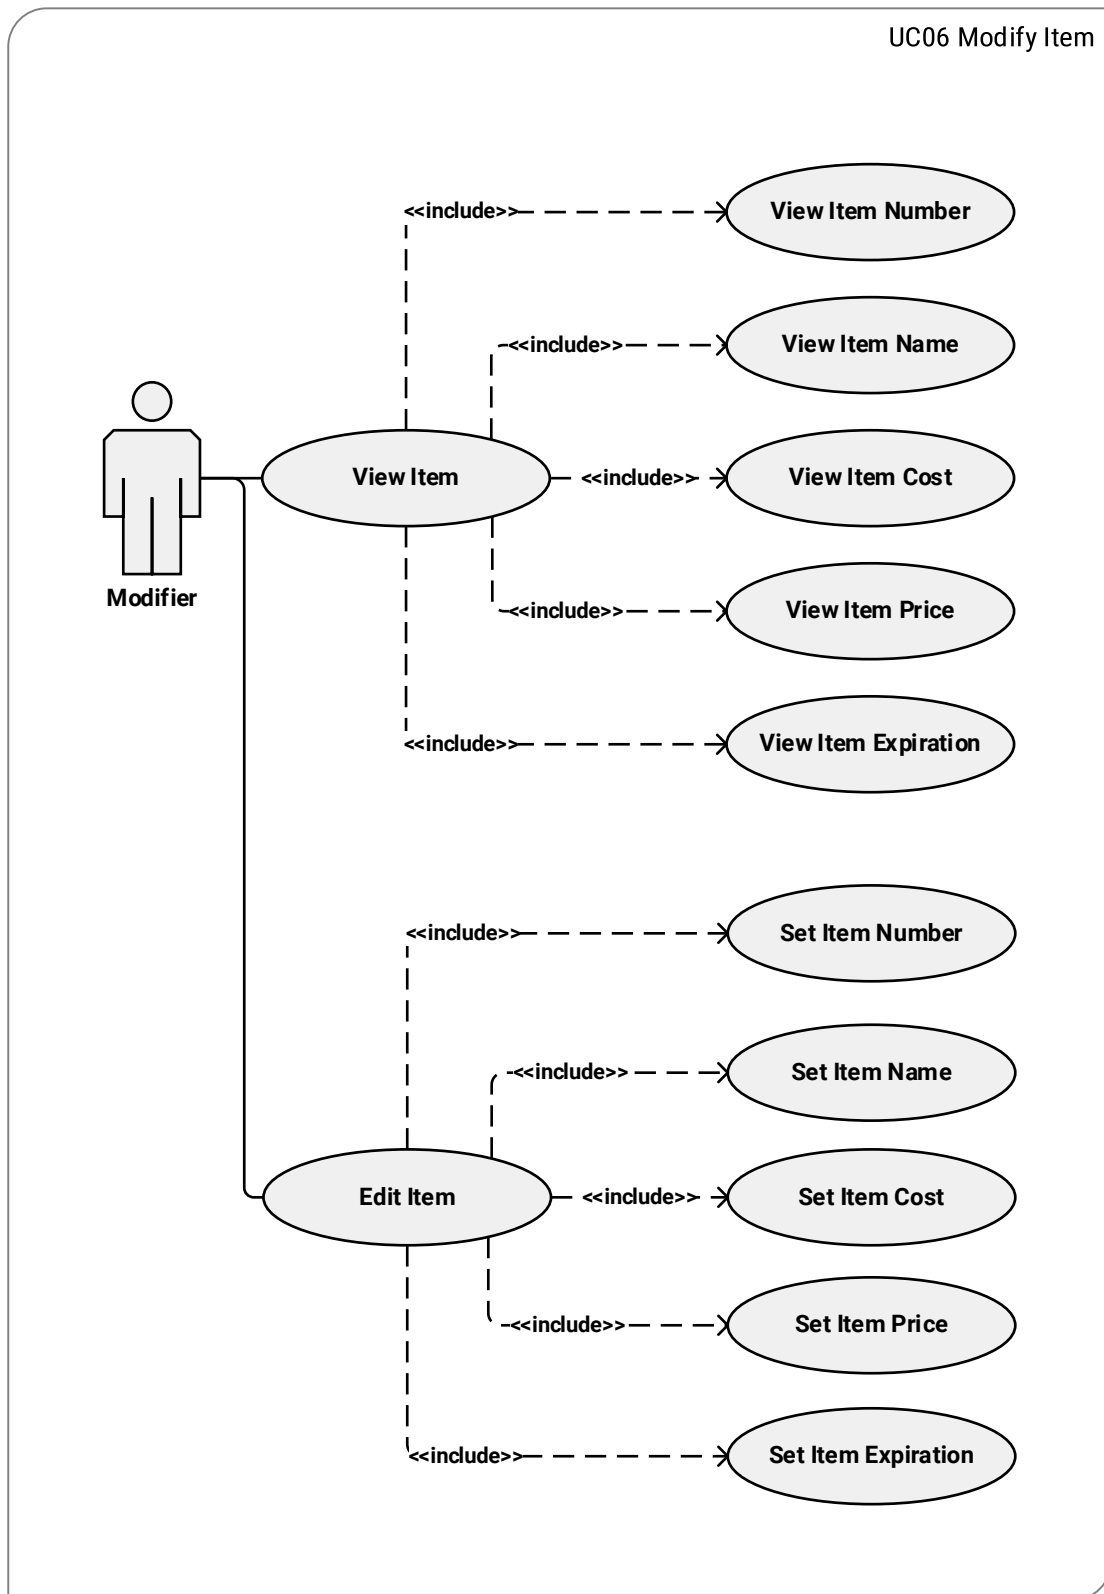 UC06 Modify Item
<<include>>
View Item Number
<<include>>
View Item Name
View Item
<<include>>
View Item Cost
Modifier
<<include>>
View Item Price
<<include>>
View Item Expiration
<<include>>
Set Item Number
<<include>>
Set Item Name
Edit Item
<<include>>
Set Item Cost
<<include>>
Set Item Price
<<include>>
Set Item Expiration